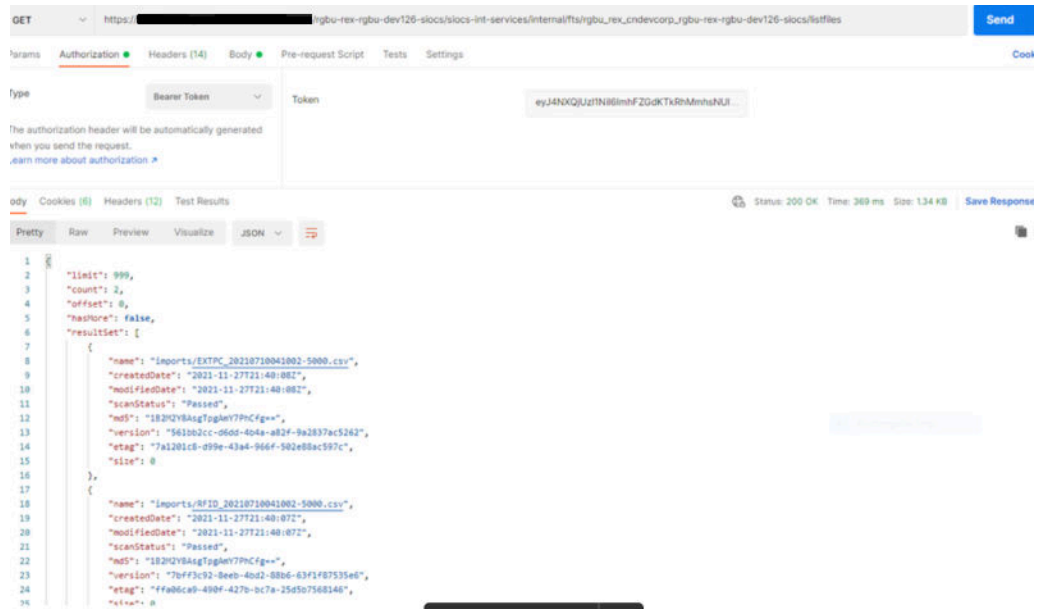 GET https:// /rgbu-rex-rgbu-dev126-siocs/siocs-int-services/internal/fts/rgbu_rex_cndevcorp_rgbu-rex-rgbu-dev126-siocs/listfiles Send
Params Authorization Headers (14) Body Pre-request Script Tests Settings Cook
Type Bearer Token Token
The authorization header will be automatically generated
when you send the request.
Learn more about authorization ↗
ody Cookies (6) Headers (12) Test Results Status: 200 OK Time: 369 ms Size: 1.34 KB Save Response
Pretty Raw Preview Visualize JSON
1 {
2 "limit": 999,
3 "count": 2,
4 "offset": 0,
5 "hasMore": false,
6 "resultSet": [
7 {
8 "name": "imports/EXTPC_20210710041002-5000.csv",
9 "createdDate": "2021-11-27T21:40:08Z",
10 "modifiedDate": "2021-11-27T21:40:08Z",
11 "scanStatus": "Passed",
12 "md5": "1B2M2Y8AsgTpgAmY7PhCfg==",
13 "version": "561bb2cc-d6dd-4b4a-a82f-9a2837ac5262",
14 "etag": "7a1201c8-d99e-43a4-966f-502e88ac597c",
15 "size": 0
16 },
17 {
18 "name": "imports/RFID_20210710041002-5000.csv",
19 "createdDate": "2021-11-27T21:40:07Z",
20 "modifiedDate": "2021-11-27T21:40:07Z",
21 "scanStatus": "Passed",
22 "md5": "1B2M2Y8AsgTpgAmY7PhCfg==",
23 "version": "7bff3c92-8eeb-4bd2-88b6-63f1f87535e6",
24 "etag": "ffa06ca9-490f-427b-bc7a-25d5b7568146",
25 "size": 0